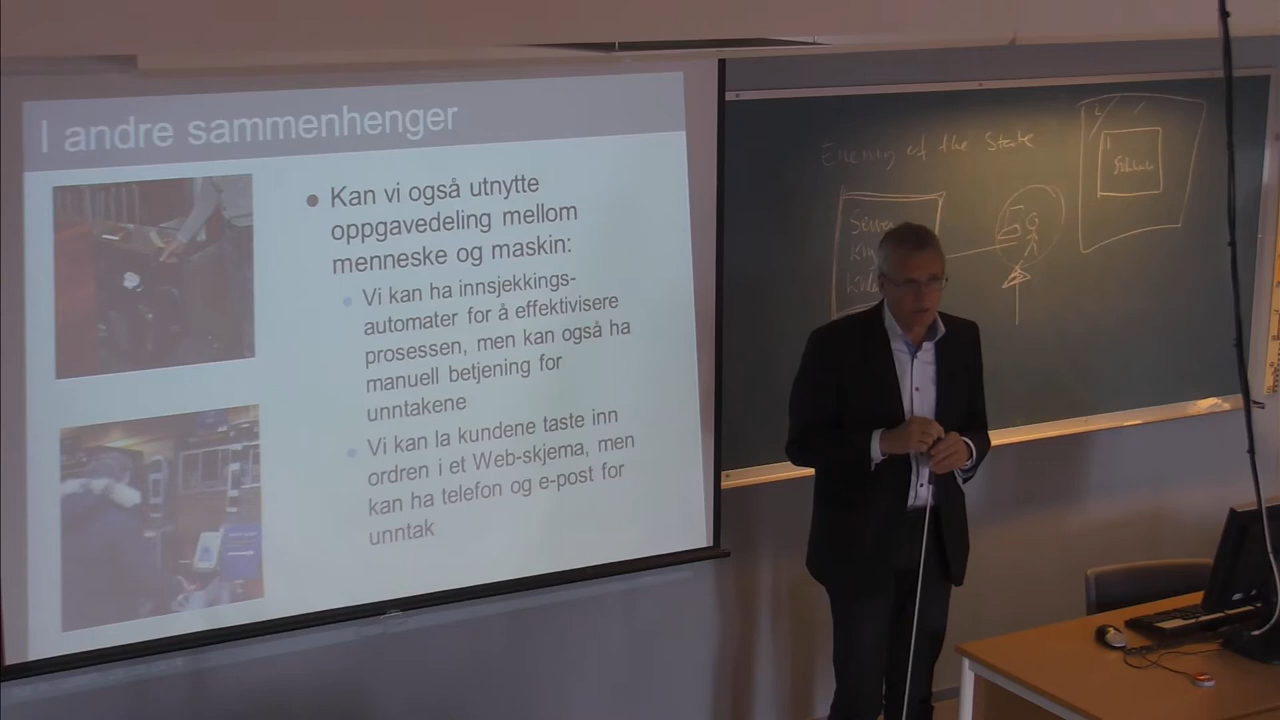 I andre sammenhenger
Kan vi også utnytte
oppgavedeling mellom
menneske og maskin:
Vi kan ha innsjekkings-
automater for å effektivisere
prosessen, men kan også ha
manuell betjening for
unntakene
Vi kan la kundene taste inn
ordren i et Web-skjema, men
kan ha telefon og e-post for
unntak
Enemy of the State